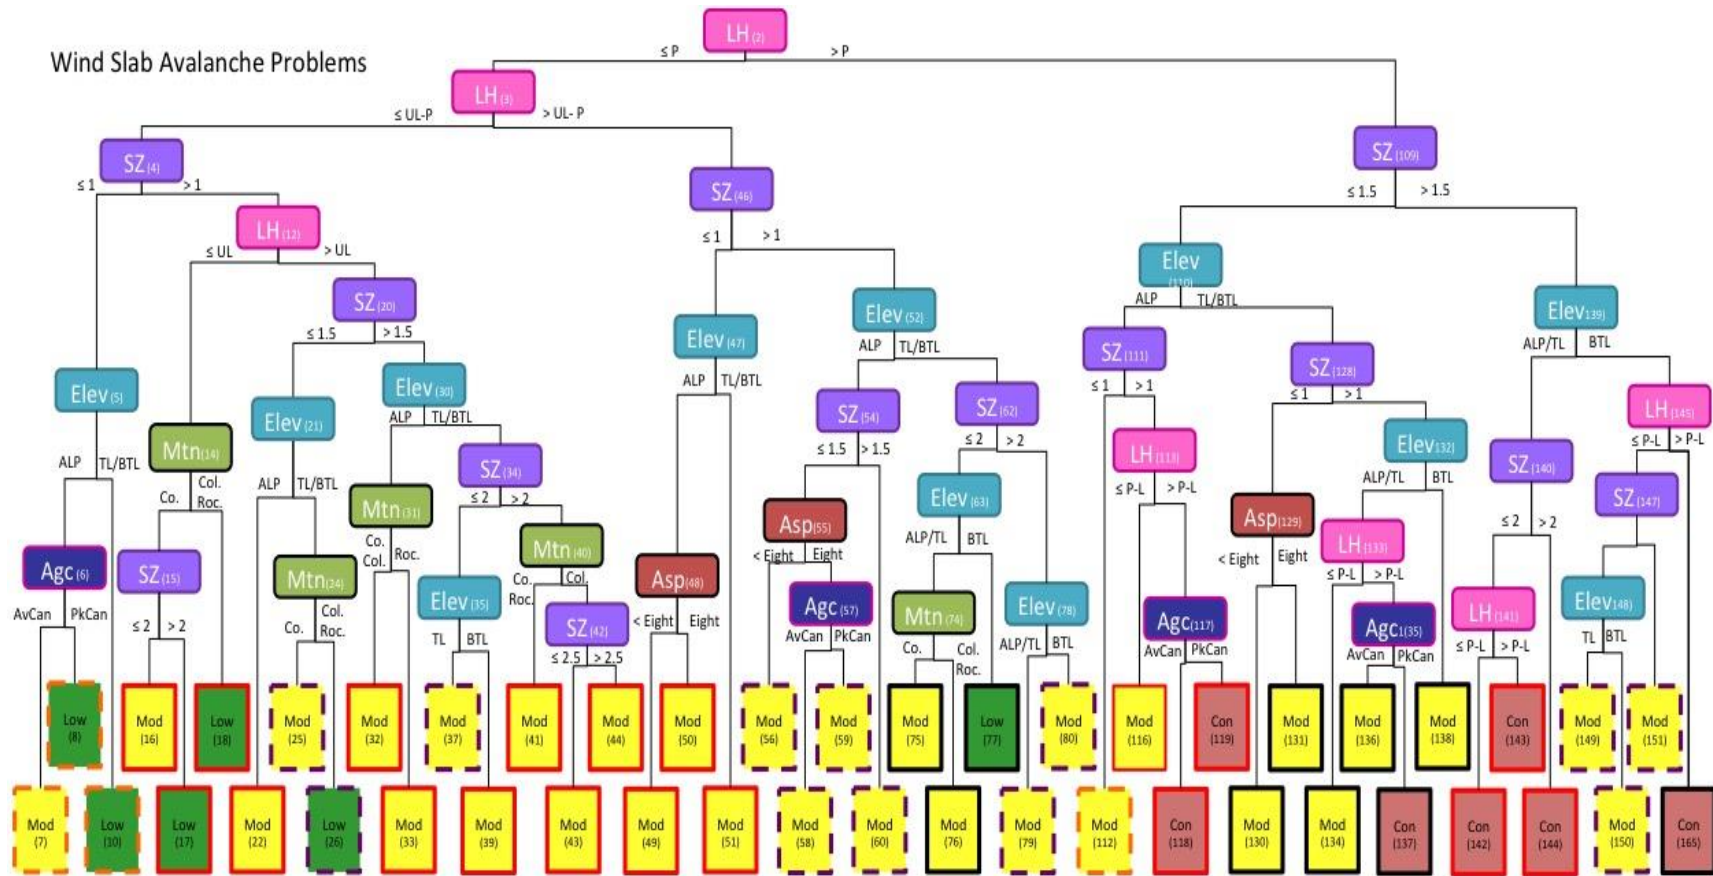 Wind Slab Avalanche Problems
LH (2)
≤ P
> P
LH (3)
≤ UL-P
> UL- P
SZ (4)
SZ (109)
≤ 1
> 1
SZ (46)
≤ 1.5
> 1.5
LH (12)
≤ UL
> UL
≤ 1
> 1
Elev (110)
SZ (20)
ALP
TL/BTL
Elev (52)
Elev 139
≤ 1.5
> 1.5
Elev (47)
ALP
TL/BTL
SZ (111)
SZ (128)
ALP/TL
BTL
Elev (5)
Elev (30)
ALP
TL/BTL
≤ 1
> 1
≤ 1
> 1
Elev (21)
ALP
TL/BTL
SZ (54)
SZ (62)
LH (145)
Mtn (14)
≤ 1.5
> 1.5
≤ 2
> 2
LH (113)
Elev 132
≤ P-L
> P-L
ALP
TL/BTL
SZ (34)
SZ (140)
Co.
Col.
Roc.
ALP
TL/BTL
≤ 2
> 2
Elev (63)
≤ P-L
> P-L
ALP/TL
BTL
SZ (147)
Mtn (31)
Asp (55)
Asp (129)
≤ 2
> 2
Co.
Col.
Roc.
Mtn (40)
< Eight
Eight
ALP/TL
BTL
< Eight
Eight
LH (133)
Agc (6)
SZ (15)
Mtn (24)
Co.
Roc.
Col.
Asp (48)
≤ P-L
> P-L
AvCan
PkCan
≤ 2
> 2
Co.
Col.
Roc.
Elev (35)
SZ (42)
< Eight
Eight
Agc (57)
Mtn (74)
Elev (78)
Agc (117)
Agc 1(35)
LH (141)
Elev 148
TL
BTL
≤ 2.5
> 2.5
AvCan
PkCan
Co.
Col.
Roc.
ALP/TL
BTL
AvCan
PkCan
AvCan
PkCan
≤ P-L
> P-L
TL
BTL
Low Mod Low Mod Mod Mod Mod Mod Mod Mod Mod Mod Low Mod Mod Con Mod Mod Mod Con Mod Mod
(8) (16) (18) (25) (32) (37) (41) (44) (50) (56) (59) (75) (77) (80) (116) (119) (131) (136) (138) (143) (149) (151)
Mod Low Low Mod Low Mod Mod Mod Mod Mod Mod Mod Mod Mod Mod Con Mod Mod Con Con Con Mod Con
(7) (10) (17) (22) (26) (33) (39) (43) (49) (51) (58) (60) (76) (79) (112) (118) (130) (134) (137) (142) (144) (150) (165)